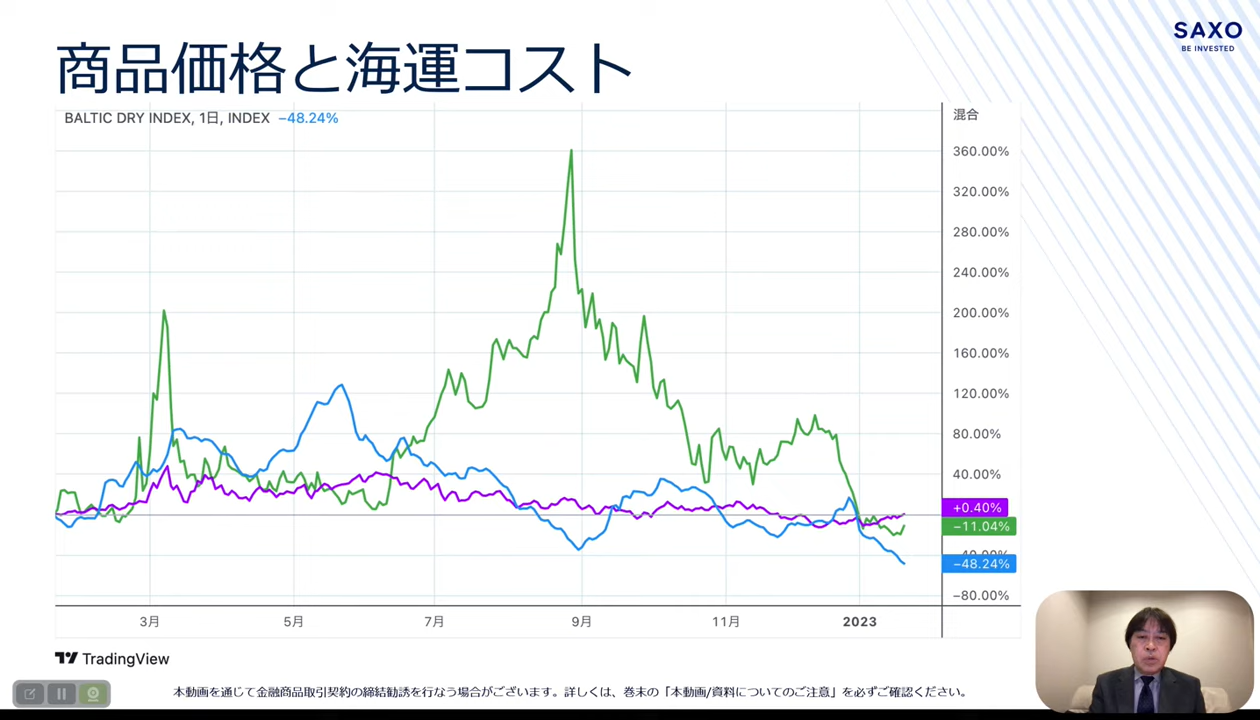 商品価格と海運コスト
SAXO
BE INVESTED
BALTIC DRY INDEX, 1日, INDEX −48.24%
混合
360.00%
320.00%
280.00%
240.00%
200.00%
160.00%
120.00%
80.00%
40.00%
+0.40%
−11.04%
−40.00%
−48.24%
−80.00%
3月 5月 7月 9月 11月 2023
TradingView
本動画を通じて金融商品取引契約の締結勧誘を行なう場合がございます。詳しくは、巻末の「本動画/資料についてのご注意」を必ずご確認ください。